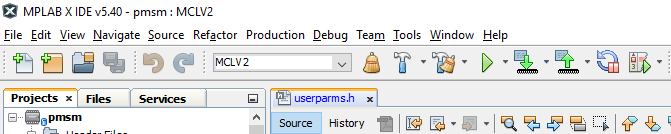 MPLAB X IDE v5.40 - pmsm : MCLV2
File Edit View Navigate Source Refactor Production Debug Team Tools Window Help
MCLV2
Projects x Files Services userparms.h x
pmsm Source History
Header Files